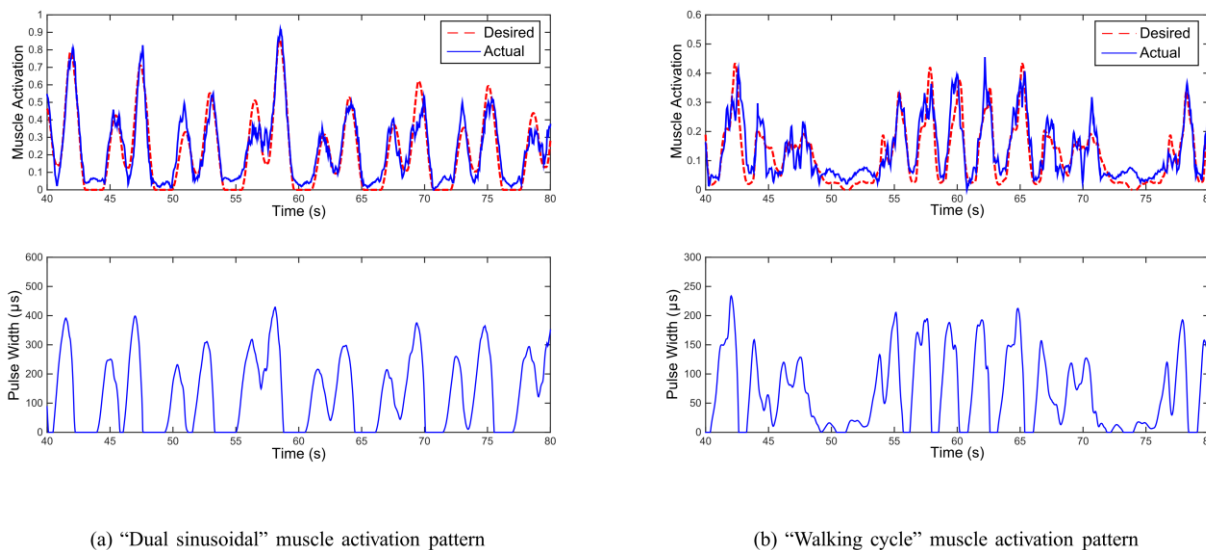 1
0.9
0.8
0.7
0.6
0.5
0.4
0.3
0.2
0.1
0
Muscle Activation
Desired
Actual
40 45 50 55 60 65 70 75 80
Time (s)
600
500
400
300
200
100
0
Pulse Width (μs)
40 45 50 55 60 65 70 75 80
Time (s)
(a) “Dual sinusoidal” muscle activation pattern
0.6
0.5
0.4
0.3
0.2
0.1
0
Muscle Activation
Desired
Actual
40 45 50 55 60 65 70 75 80
Time (s)
300
250
200
150
100
50
0
Pulse Width (μs)
40 45 50 55 60 65 70 75 80
Time (s)
(b) “Walking cycle” muscle activation pattern